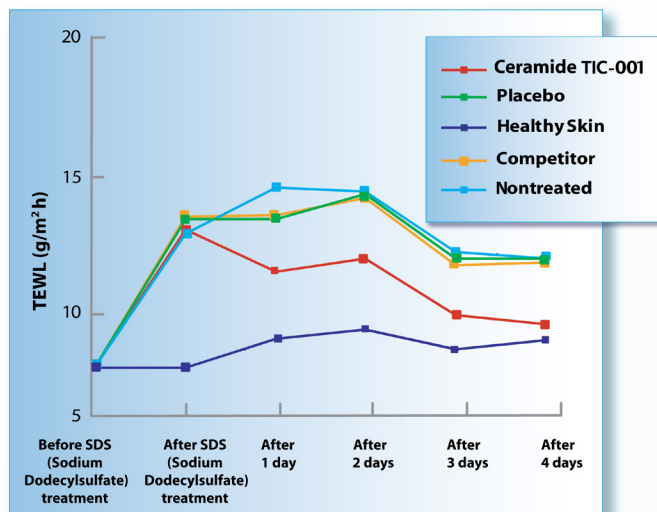 20
15
10
5
TEWL (g/m² h)
Ceramide TIC-001
Placebo
Healthy Skin
Competitor
Nontreated
Before SDS
(Sodium
Dodecylsulfate)
treatment
After SDS
(Sodium
Dodecylsulfate)
treatment
After
1 day
After
2 days
After
3 days
After
4 days